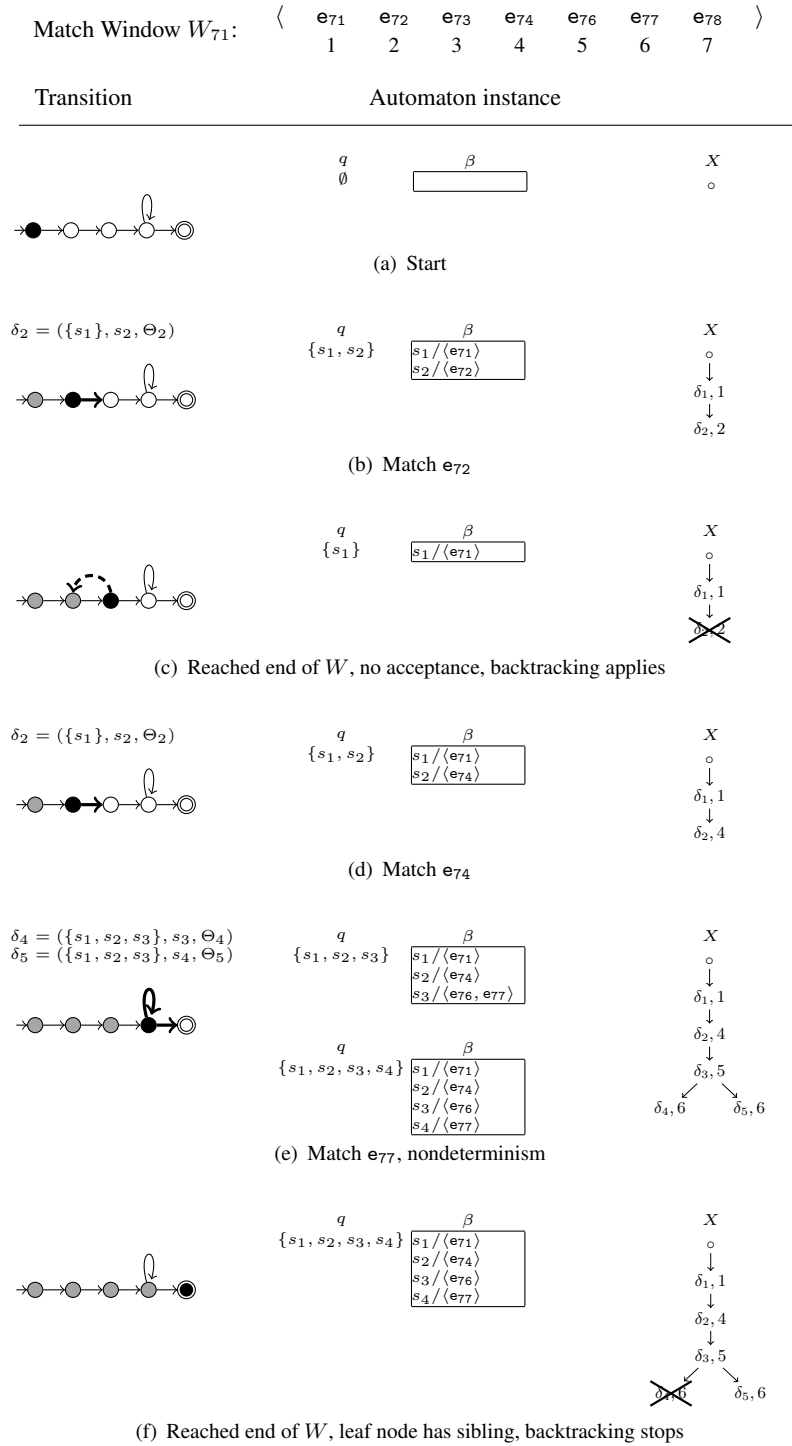 Match Window W₇₁: ⟨ e₇₁ e₇₂ e₇₃ e₇₄ e₇₆ e₇₇ e₇₈ ⟩
1 2 3 4 5 6 7
Transition Automaton instance
q β X
∅ ∘
(a) Start
δ₂ = ({s₁}, s₂, Θ₂) q β X
{s₁, s₂} s₁/⟨e₇₁⟩ ∘
s₂/⟨e₇₂⟩
δ₁, 1
δ₂, 2
(b) Match e₇₂
q β X
{s₁} s₁/⟨e₇₁⟩ ∘
δ₁, 1
δ₂, 2
(c) Reached end of W, no acceptance, backtracking applies
δ₂ = ({s₁}, s₂, Θ₂) q β X
{s₁, s₂} s₁/⟨e₇₁⟩ ∘
s₂/⟨e₇₄⟩
δ₁, 1
δ₂, 4
(d) Match e₇₄
δ₄ = ({s₁, s₂, s₃}, s₃, Θ₄) q β X
δ₅ = ({s₁, s₂, s₃}, s₄, Θ₅) {s₁, s₂, s₃} s₁/⟨e₇₁⟩ ∘
s₂/⟨e₇₄⟩
s₃/⟨e₇₆, e₇₇⟩ δ₁, 1
δ₂, 4
q β
{s₁, s₂, s₃, s₄} s₁/⟨e₇₁⟩ δ₃, 5
s₂/⟨e₇₄⟩
s₃/⟨e₇₆⟩ δ₄, 6 δ₅, 6
s₄/⟨e₇₇⟩
(e) Match e₇₇, nondeterminism
q β X
{s₁, s₂, s₃, s₄} s₁/⟨e₇₁⟩ ∘
s₂/⟨e₇₄⟩
s₃/⟨e₇₆⟩ δ₁, 1
s₄/⟨e₇₇⟩
δ₂, 4
δ₃, 5
δ₄, 6 δ₅, 6
(f) Reached end of W, leaf node has sibling, backtracking stops